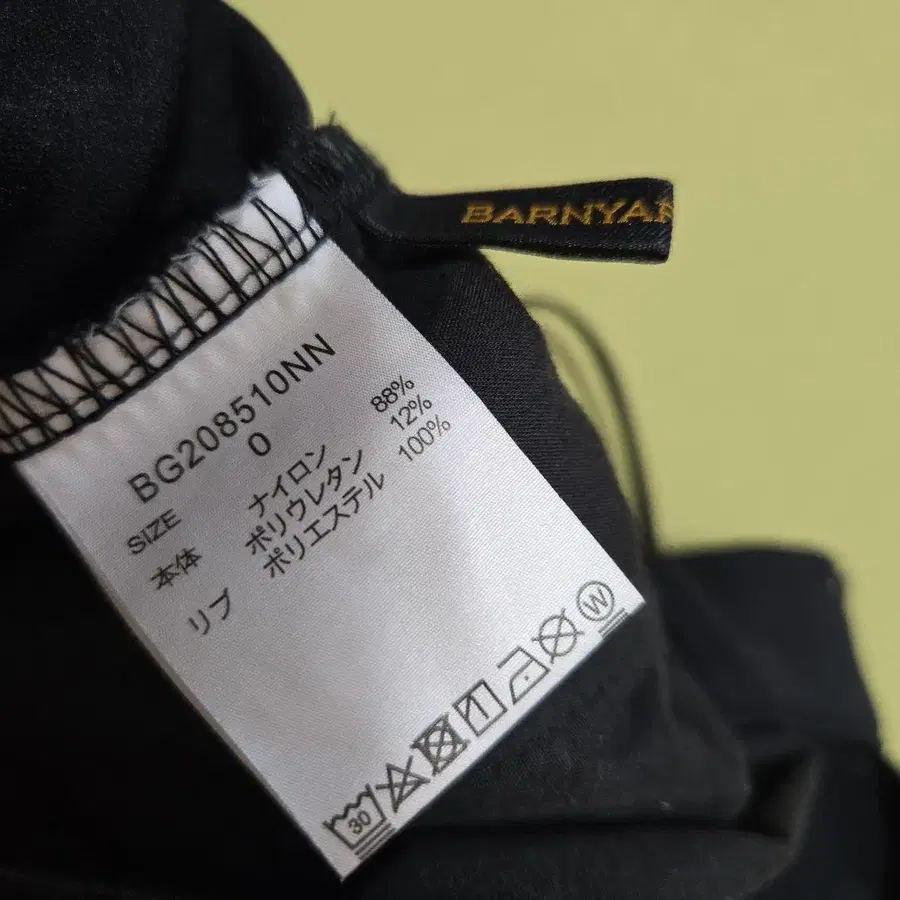 BARNYA
BG208510NN
SIZE 0
本体 ナイロン 88%
ポリウレタン 12%
リブ ポリエステル 100%
30
W